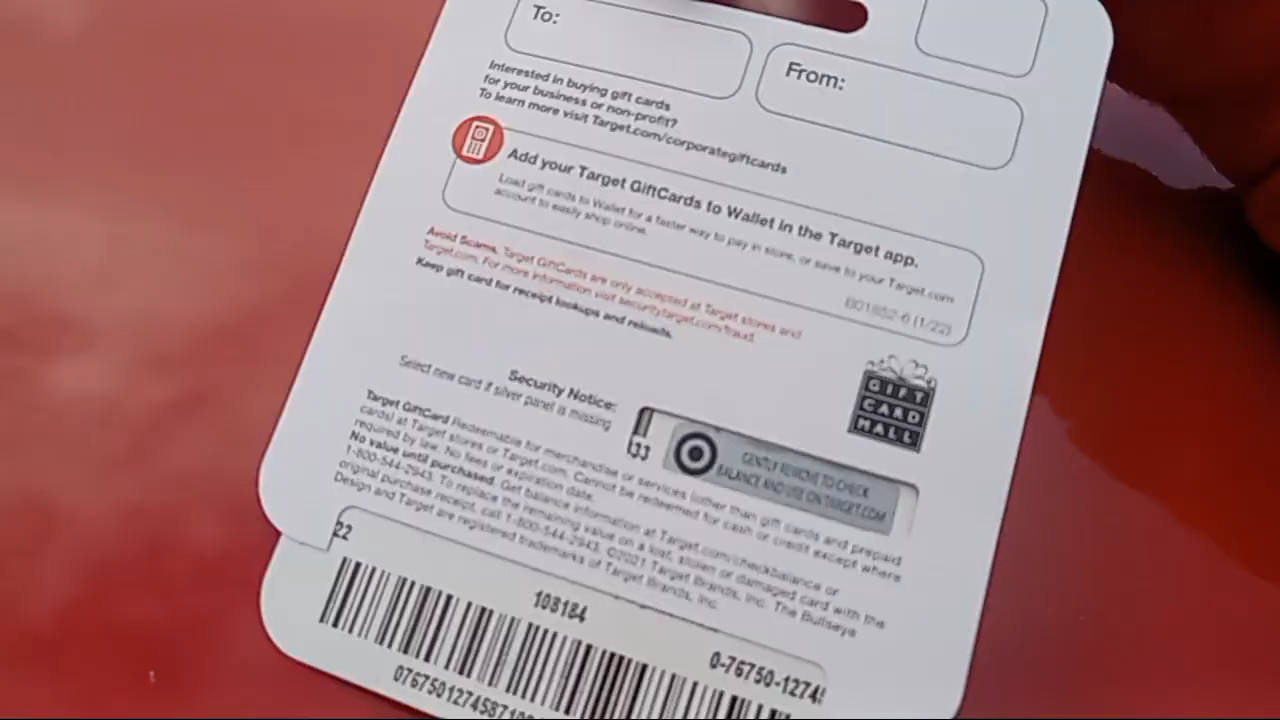 To:
From:
Interested in buying gift cards
for your business or non-profit?
To learn more visit Target.com/corporategiftcards
Add your Target GiftCards to Wallet in the Target app.
Load gift cards to Wallet for a faster way to pay in store, or save to your Target.com
account to easily shop online.
B01852-6 (1/22)
Avoid Scams. Target GiftCards are only accepted at Target stores and
Target.com. For more information visit security.target.com/fraud.
Keep gift card for receipt lookups and reloads.
GIFT
CARD
MALL
Security Notice:
Select new card if silver panel is missing
33
GENTLY REMOVE TO CHECK
BALANCE AND USE ON TARGET.COM
Target GiftCard Redeemable for merchandise or services (other than gift cards and prepaid
cards) at Target stores or Target.com. Cannot be redeemed for cash or credit except where
required by law. No fees or expiration date.
No value until purchased. Get balance information at Target.com/checkbalance or
1-800-544-2943. To replace the remaining value on a lost, stolen or damaged card with the
original purchase receipt, call 1-800-544-2943. ©2021 Target Brands, Inc. The Bullseye
Design and Target are registered trademarks of Target Brands, Inc.
22
108184
0-76750-1274
076750127458710